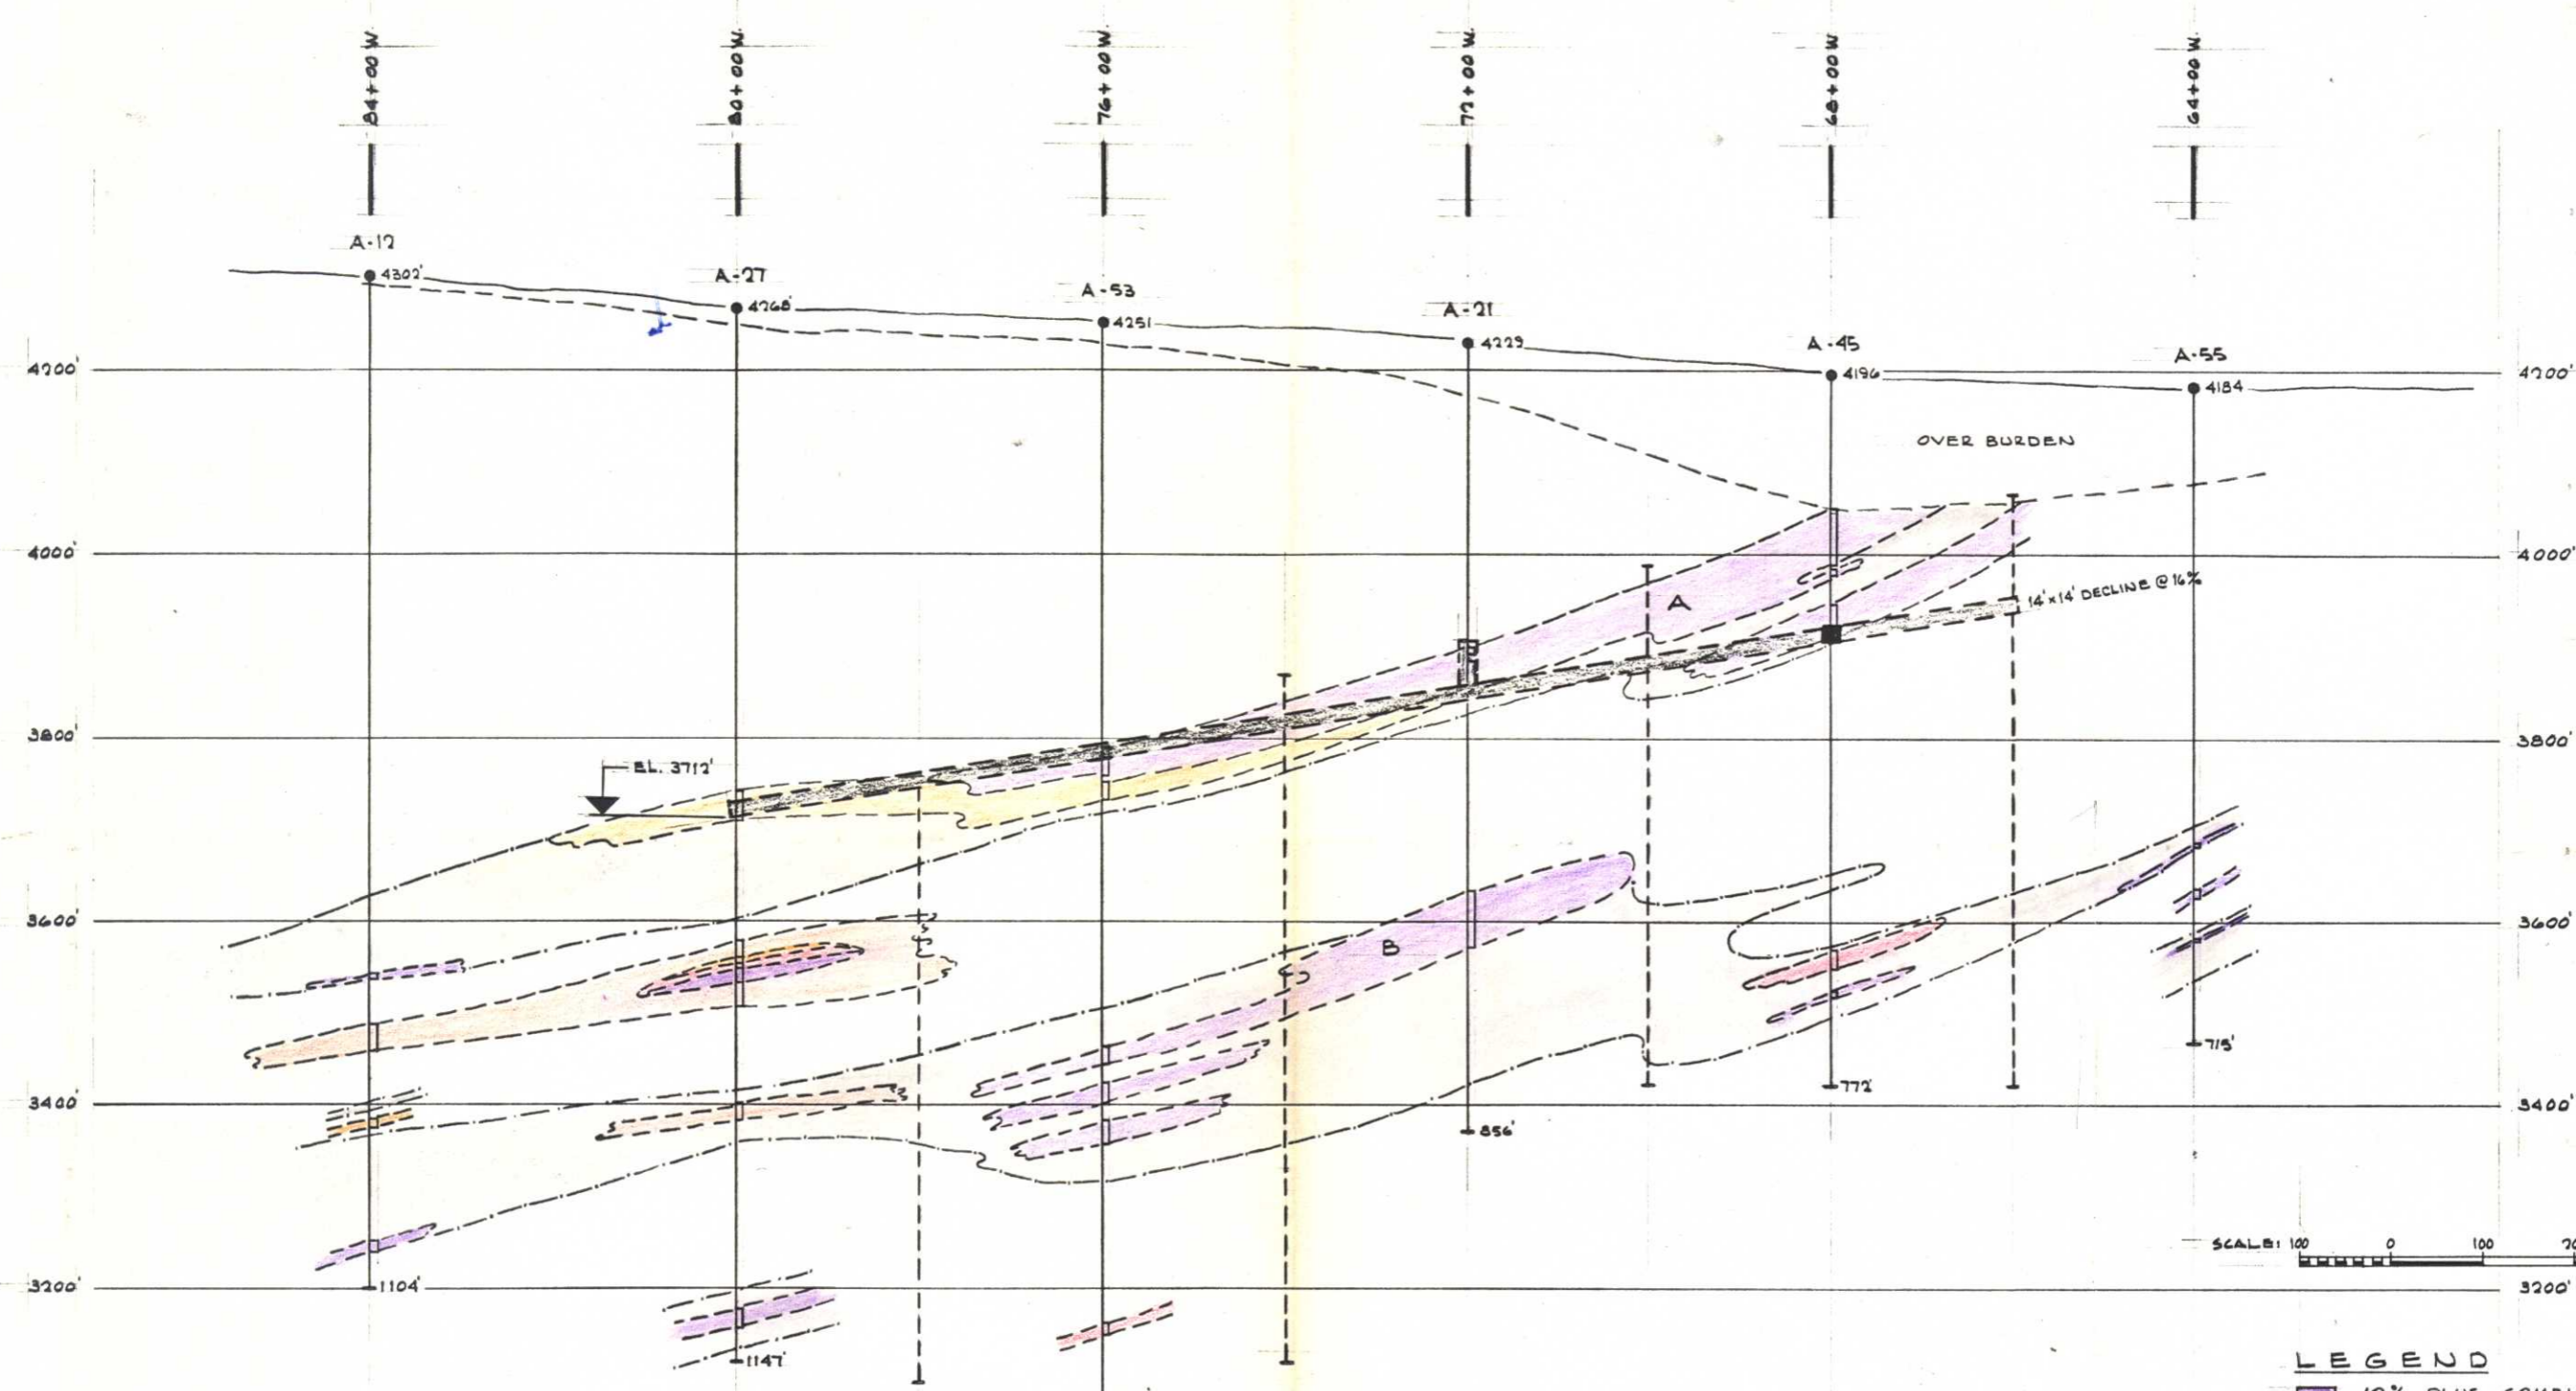 84+00 W.
80+00 W.
76+00 W.
72+00 W.
68+00 W.
64+00 W.
A-12
4302'
A-27
4268'
A-53
4251
A-21
4229
A-45
4196
A-55
4184
4200'
4200'
OVER BURDEN
4000'
4000'
14'x14' DECLINE @ 16%
A
3800'
3800'
EL. 3712'
3600'
3600'
B
715'
3400'
3400'
772'
856'
SCALE: 100 0 100
3200'
1104'
3200'
1147'
LEGEND